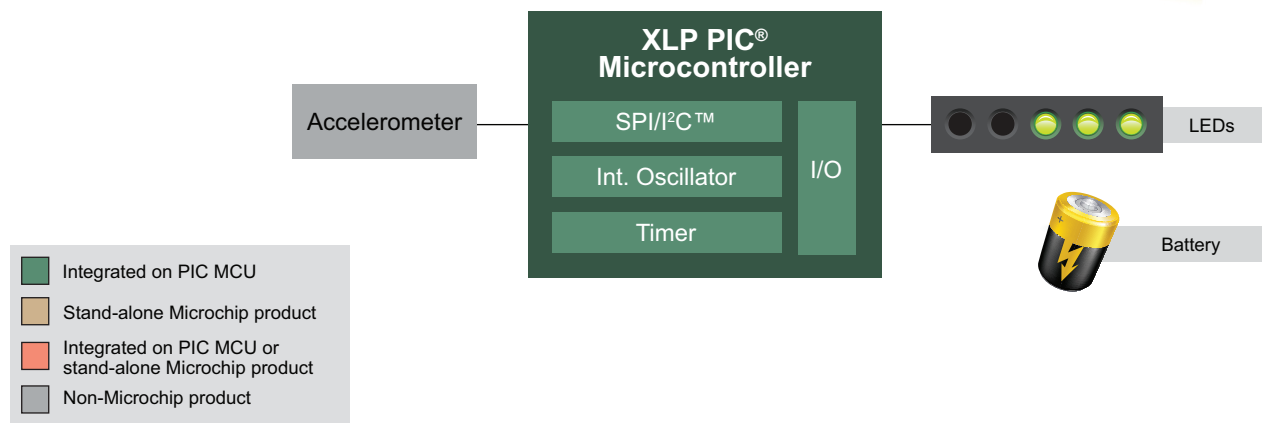 XLP PIC®
Microcontroller
Accelerometer
SPI/I²C™
Int. Oscillator
Timer
I/O
LEDs
+
Battery
Integrated on PIC MCU
Stand-alone Microchip product
Integrated on PIC MCU or
stand-alone Microchip product
Non-Microchip product